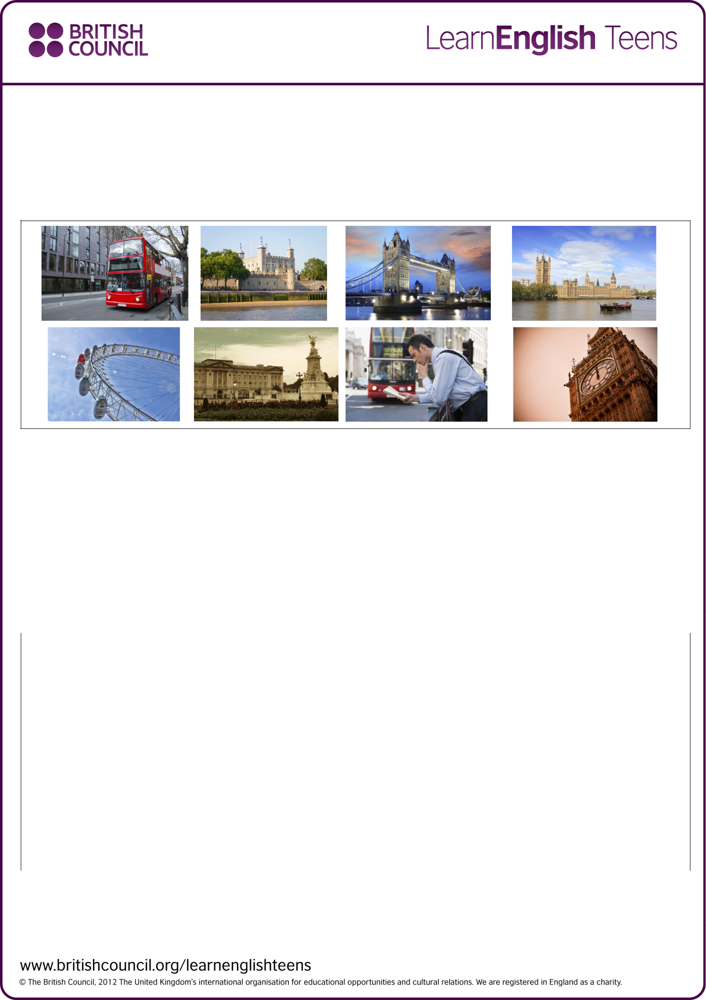 BRITISH
COUNCIL
LearnEnglish Teens
www.britishcouncil.org/learnenglishteens
© The British Council, 2012 The United Kingdom’s international organisation for educational opportunities and cultural relations. We are registered in England as a charity.